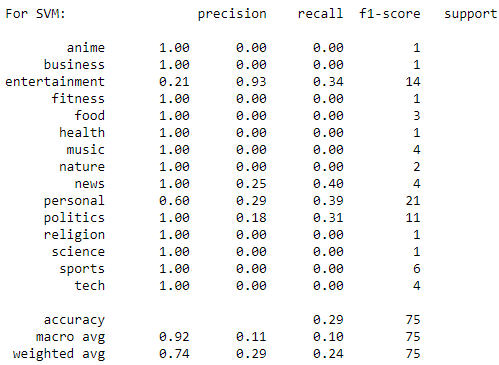 For SVM: precision recall f1-score support
anime 1.00 0.00 0.00 1
business 1.00 0.00 0.00 1
entertainment 0.21 0.93 0.34 14
fitness 1.00 0.00 0.00 1
food 1.00 0.00 0.00 3
health 1.00 0.00 0.00 1
music 1.00 0.00 0.00 4
nature 1.00 0.00 0.00 2
news 1.00 0.25 0.40 4
personal 0.60 0.29 0.39 21
politics 1.00 0.18 0.31 11
religion 1.00 0.00 0.00 1
science 1.00 0.00 0.00 1
sports 1.00 0.00 0.00 6
tech 1.00 0.00 0.00 4
accuracy 0.29 75
macro avg 0.92 0.11 0.10 75
weighted avg 0.74 0.29 0.24 75